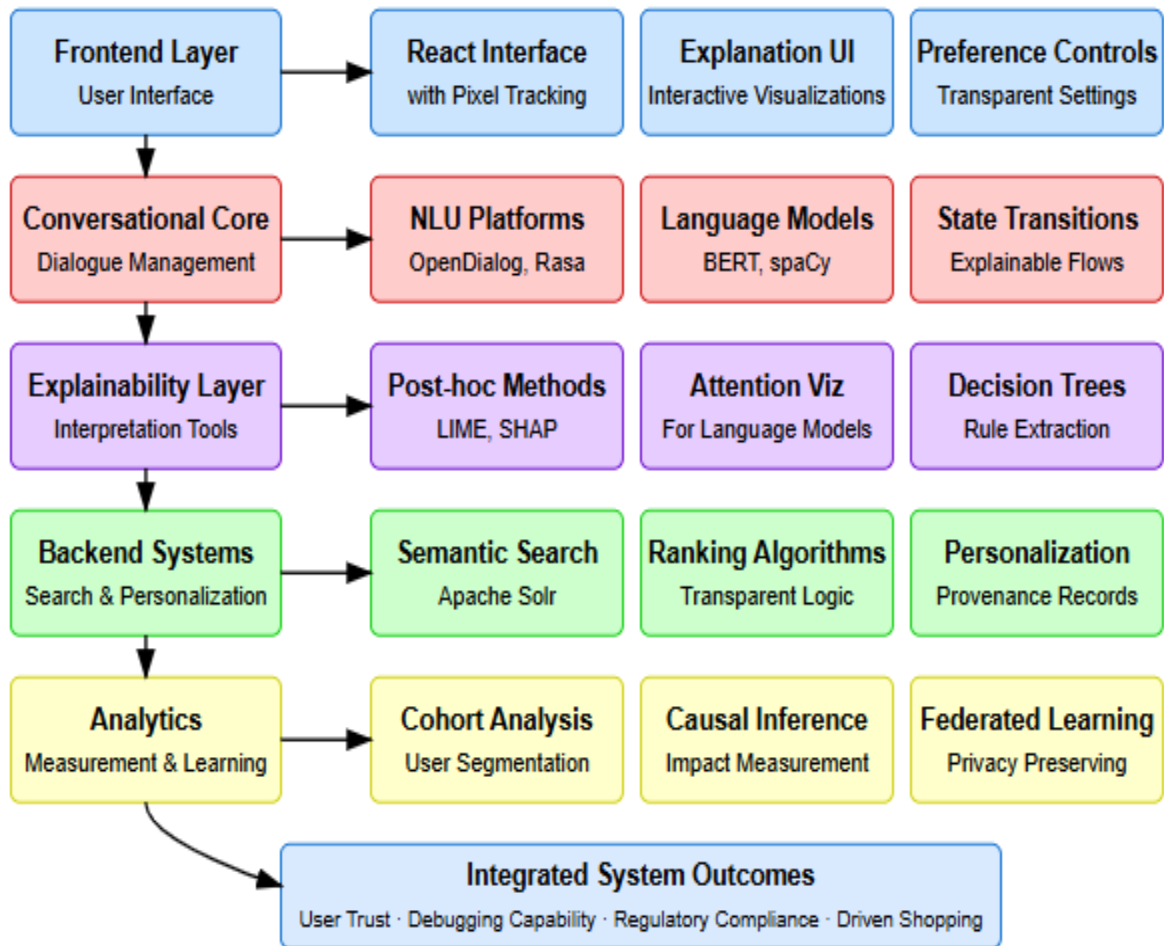 Frontend Layer
User Interface
React Interface
with Pixel Tracking
Explanation UI
Interactive Visualizations
Preference Controls
Transparent Settings
Conversational Core
Dialogue Management
NLU Platforms
OpenDialog, Rasa
Language Models
BERT, spaCy
State Transitions
Explainable Flows
Explainability Layer
Interpretation Tools
Post-hoc Methods
LIME, SHAP
Attention Viz
For Language Models
Decision Trees
Rule Extraction
Backend Systems
Search & Personalization
Semantic Search
Apache Solr
Ranking Algorithms
Transparent Logic
Personalization
Provenance Records
Analytics
Measurement & Learning
Cohort Analysis
User Segmentation
Causal Inference
Impact Measurement
Federated Learning
Privacy Preserving
Integrated System Outcomes
User Trust · Debugging Capability · Regulatory Compliance · Driven Shopping